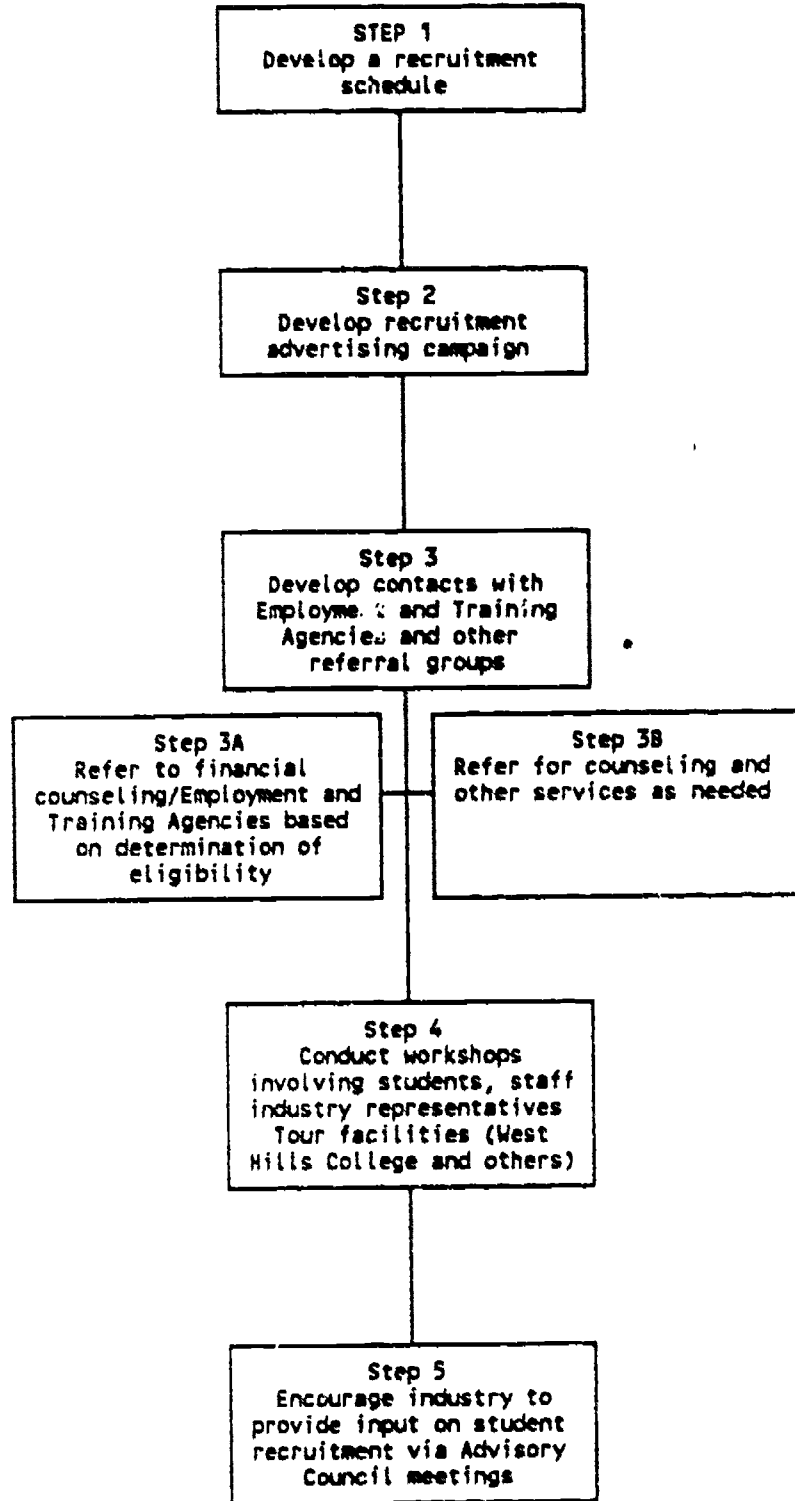 STEP 1
Develop a recruitment
schedule
Step 2
Develop recruitment
advertising campaign
Step 3
Develop contacts with
Employment and Training
Agencies and other
referral groups
Step 3A
Refer to financial
counseling/Employment and
Training Agencies based
on determination of
eligibility
Step 3B
Refer for counseling and
other services as needed
Step 4
Conduct workshops
involving students, staff
industry representatives
Tour facilities (West
Hills College and others)
Step 5
Encourage industry to
provide input on student
recruitment via Advisory
Council meetings